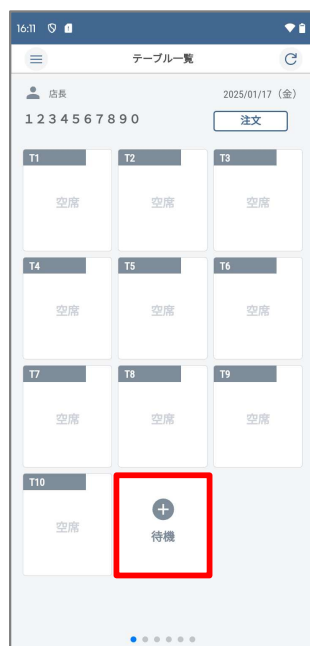 16:11
テーブル一覧
店長 2025/01/17（金）
１２３４５６７８９０ 注文
T1 T2 T3
空席 空席 空席
T4 T5 T6
空席 空席 空席
T7 T8 T9
空席 空席 空席
T10
空席 待機